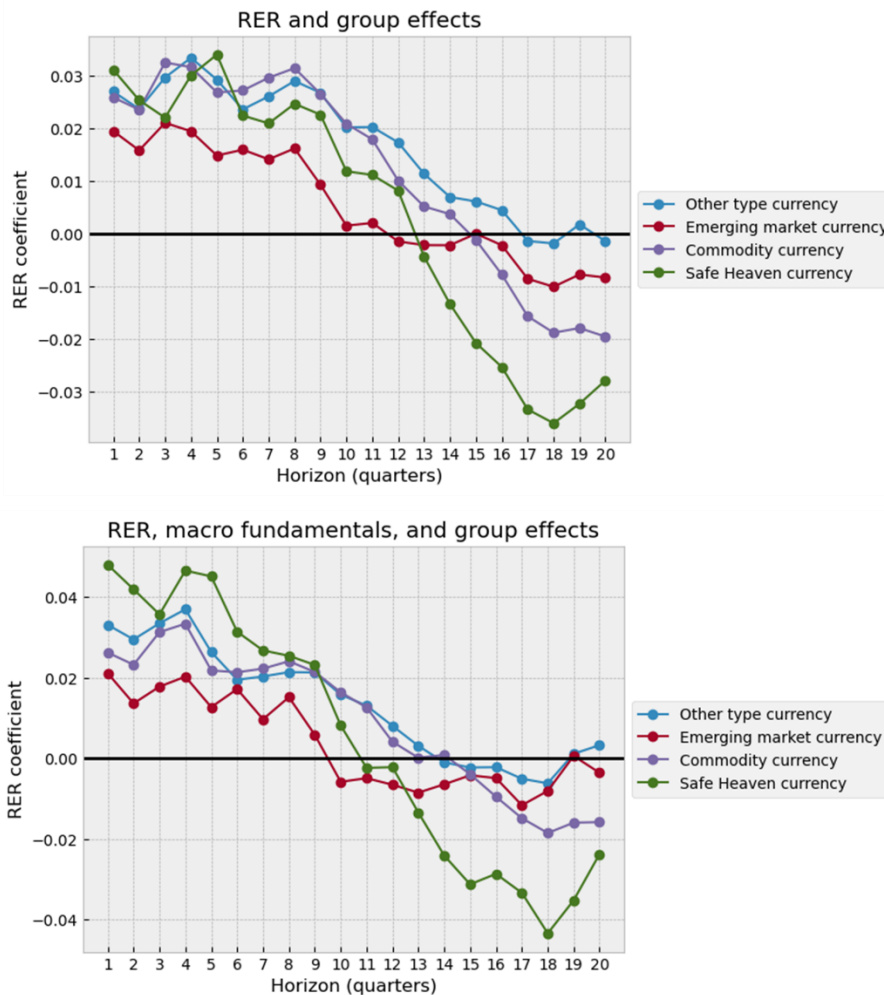 RER and group effects
RER coefficient
0.03
0.02
0.01
0.00
−0.01
−0.02
−0.03
1 2 3 4 5 6 7 8 9 10 11 12 13 14 15 16 17 18 19 20
Horizon (quarters)
Other type currency
Emerging market currency
Commodity currency
Safe Heaven currency
RER, macro fundamentals, and group effects
RER coefficient
0.04
0.02
0.00
−0.02
−0.04
1 2 3 4 5 6 7 8 9 10 11 12 13 14 15 16 17 18 19 20
Horizon (quarters)
Other type currency
Emerging market currency
Commodity currency
Safe Heaven currency